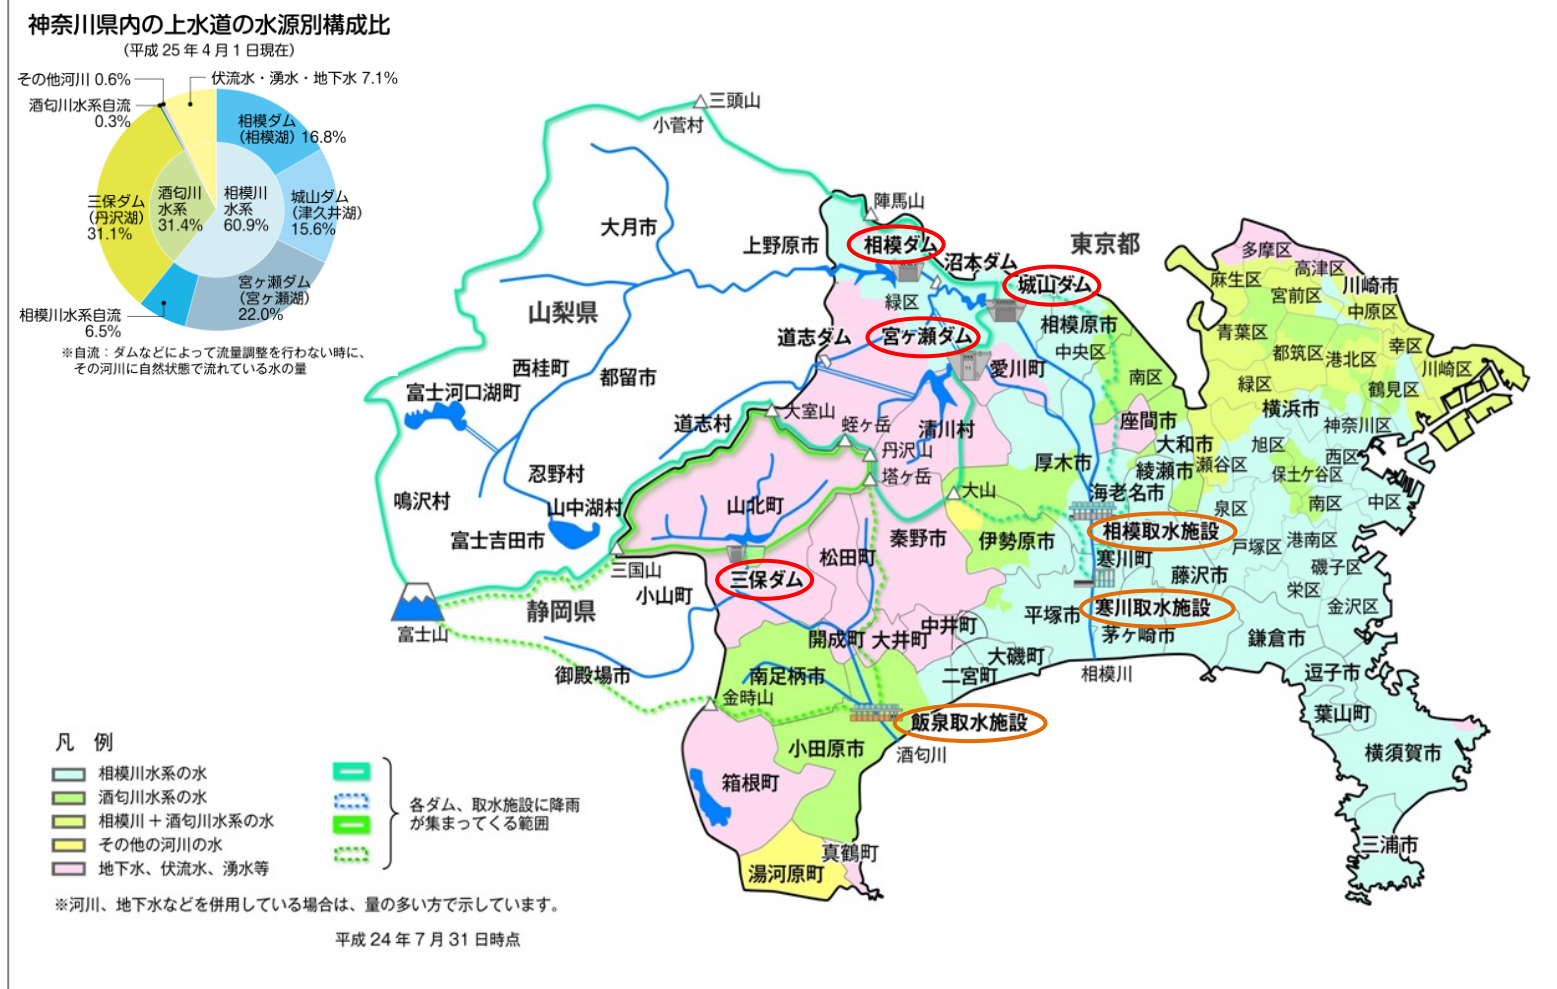 神奈川県内の上水道の水源別構成比
（平成 25 年 4 月 1 日現在）
その他河川 0.6%
伏流水・湧水・地下水 7.1%
酒匂川水系自流
0.3%
相模ダム
（相模湖）16.8%
三保ダム
（丹沢湖）
31.1%
酒匂川
水系
31.4%
相模川
水系
60.9%
城山ダム
（津久井湖）
15.6%
宮ヶ瀬ダム
（宮ヶ瀬湖）
22.0%
相模川水系自流
6.5%
※自流：ダムなどによって流量調整を行わない時に、
その河川に自然状態で流れている水の量
三頭山
小菅村
陣馬山
大月市
上野原市
相模ダム
沼本ダム
東京都
城山ダム
緑区
山梨県
道志ダム
宮ヶ瀬ダム
相模原市
中央区
愛川町
南区
西桂町
都留市
富士河口湖町
道志村
大室山
蛭ヶ岳
清川村
座間市
丹沢山
大和市
塔ヶ岳
厚木市
綾瀬市
忍野村
鳴沢村
山中湖村
山北町
大山
海老名市
富士吉田市
松田町
秦野市
伊勢原市
相模取水施設
寒川町
三国山
三保ダム
藤沢市
小山町
静岡県
富士山
平塚市
寒川取水施設
茅ヶ崎市
開成町
大井町
中井町
大磯町
二宮町
相模川
御殿場市
南足柄市
金時山
飯泉取水施設
小田原市
酒匂川
箱根町
真鶴町
湯河原町
多摩区
麻生区
高津区
川崎市
宮前区
中原区
青葉区
都筑区
港北区
幸区
川崎区
緑区
鶴見区
横浜市
神奈川区
旭区
西区
瀬谷区
保土ケ谷区
泉区
南区
中区
戸塚区
港南区
磯子区
栄区
金沢区
鎌倉市
逗子市
葉山町
横須賀市
三浦市
凡 例
相模川水系の水
酒匂川水系の水
相模川＋酒匂川水系の水
その他の河川の水
地下水、伏流水、湧水等
各ダム、取水施設に降雨
が集まってくる範囲
※河川、地下水などを併用している場合は、量の多い方で示しています。
平成 24 年 7 月 31 日時点